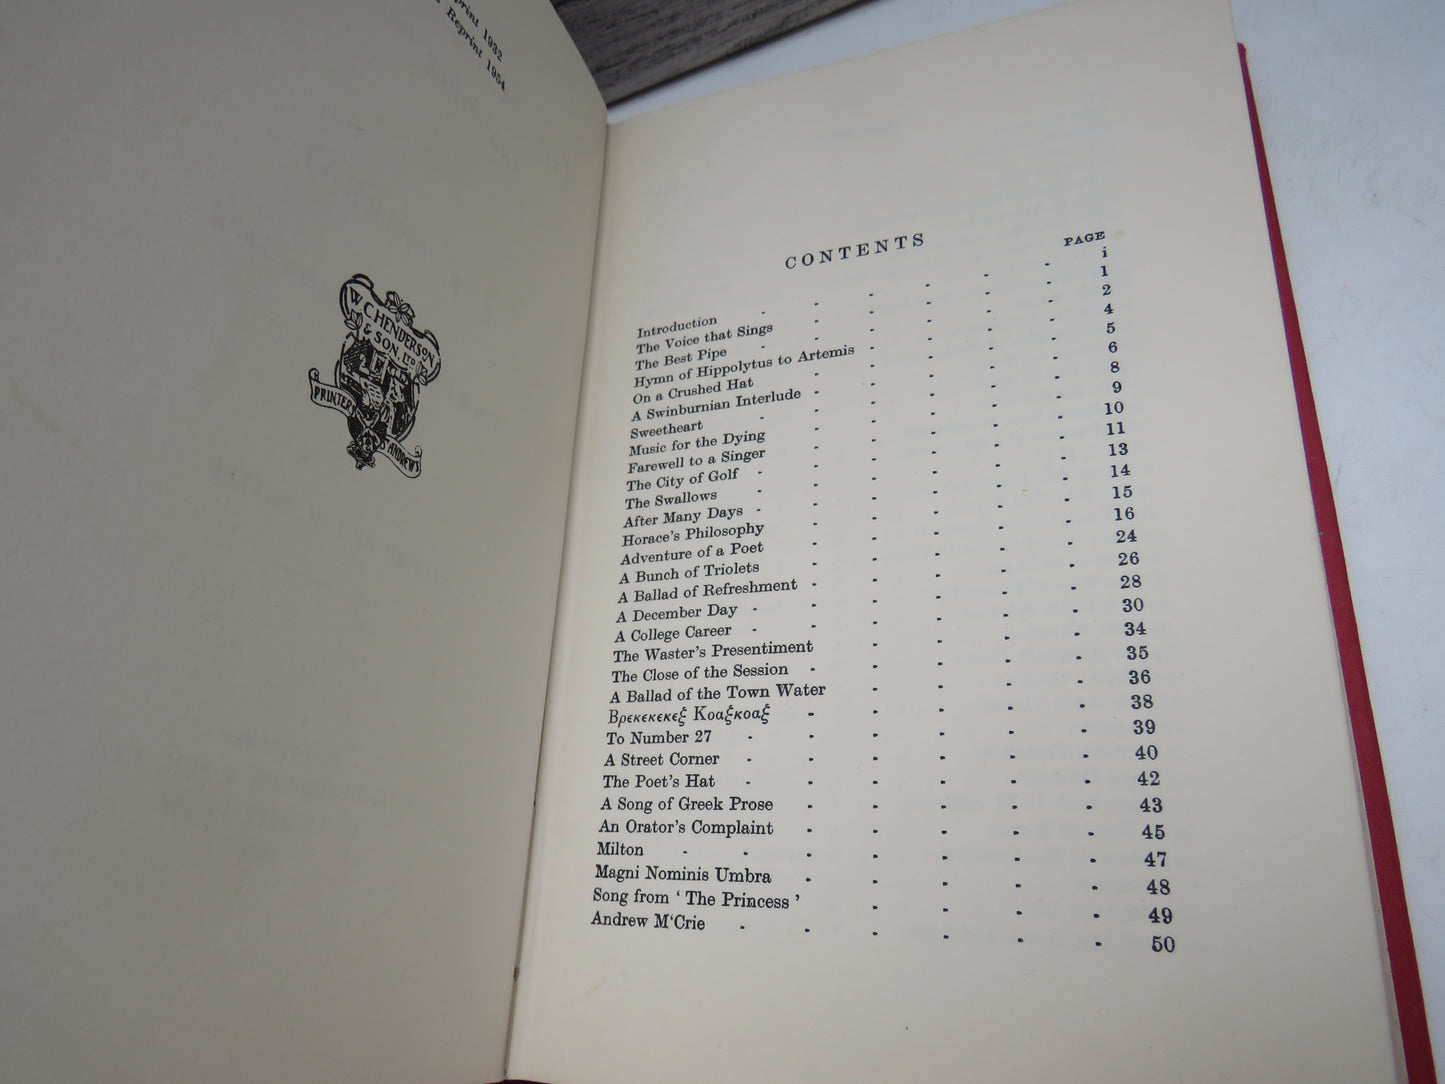 1932
Reprint 1954
W. C. HENDERSON
& SON, LTD
PRINTERS
ST ANDREWS
CONTENTS
PAGE
Introduction - - - - - - i
The Voice that Sings - - - - - 1
The Best Pipe - - - - - - 2
Hymn of Hippolytus to Artemis - - - - 4
On a Crushed Hat - - - - - 5
A Swinburnian Interlude - - - - - 6
Sweetheart - - - - - - 8
Music for the Dying - - - - - 9
Farewell to a Singer - - - - - 10
The City of Golf - - - - - - 11
The Swallows - - - - - - 13
After Many Days - - - - - - 14
Horace's Philosophy - - - - - 15
Adventure of a Poet - - - - - 16
A Bunch of Triolets - - - - - 24
A Ballad of Refreshment - - - - - 26
A December Day - - - - - - 28
A College Career - - - - - - 30
The Waster's Presentiment - - - - 34
The Close of the Session - - - - - 35
A Ballad of the Town Water - - - - 36
Βρεκεκεκεξ Κοαξκοαξ - - - - - 38
To Number 27 - - - - - - 39
A Street Corner - - - - - - 40
The Poet's Hat - - - - - - 42
A Song of Greek Prose - - - - - 43
An Orator's Complaint - - - - - 45
Milton - - - - - - - 47
Magni Nominis Umbra - - - - - 48
Song from ' The Princess ' - - - - 49
Andrew M'Crie - - - - - - 50